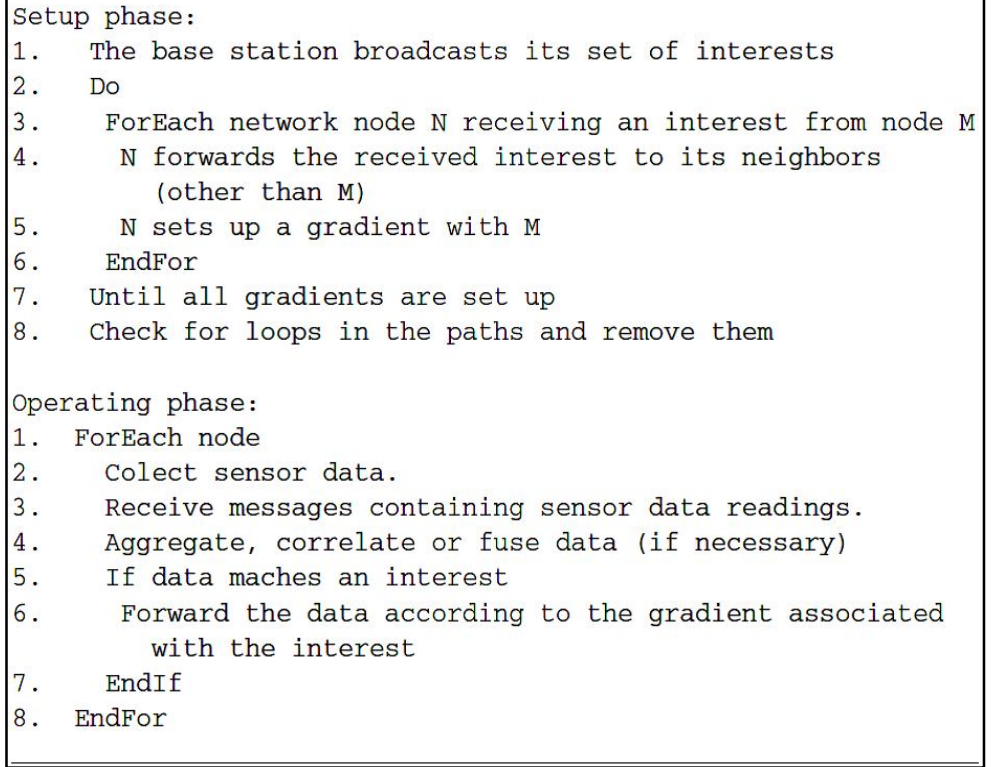 Setup phase:
1. The base station broadcasts its set of interests
2. Do
3. ForEach network node N receiving an interest from node M
4. N forwards the received interest to its neighbors
(other than M)
5. N sets up a gradient with M
6. EndFor
7. Until all gradients are set up
8. Check for loops in the paths and remove them
Operating phase:
1. ForEach node
2. Colect sensor data.
3. Receive messages containing sensor data readings.
4. Aggregate, correlate or fuse data (if necessary)
5. If data maches an interest
6. Forward the data according to the gradient associated
with the interest
7. EndIf
8. EndFor